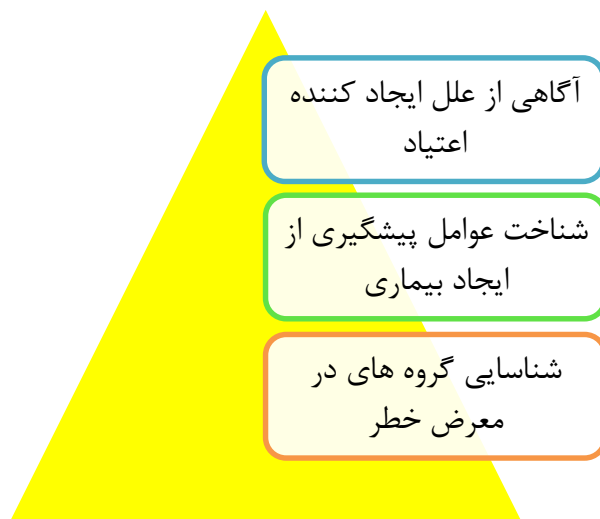 آگاهی از علل ایجاد کننده
اعتیاد
شناخت عوامل پیشگیری از
ایجاد بیماری
شناسایی گروه های در
معرض خطر